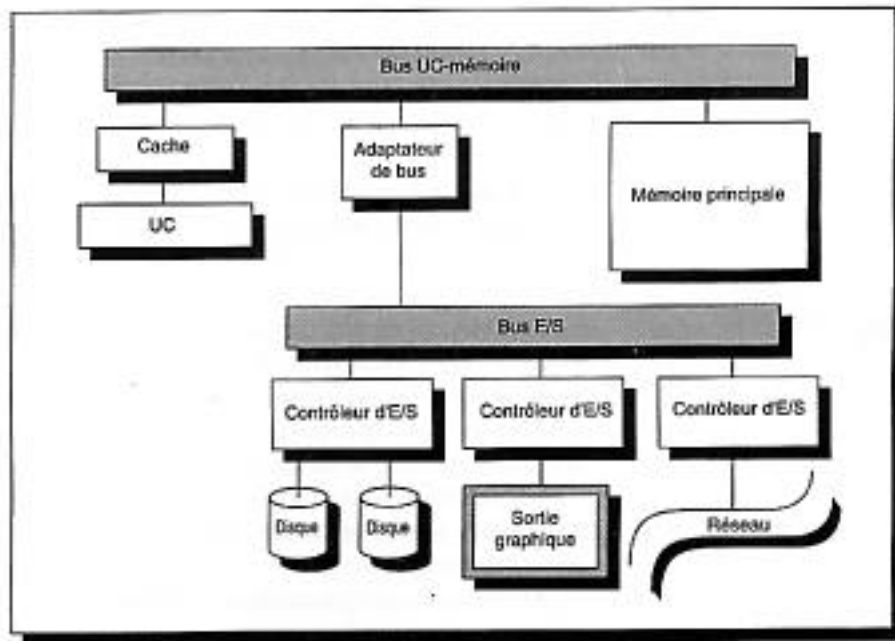 Bus UC-mémoire
Cache
Adaptateur
de bus
Mémoire principale
UC
Bus E/S
Contrôleur d'E/S
Contrôleur d'E/S
Contrôleur d'E/S
Disque
Disque
Sortie
graphique
Réseau